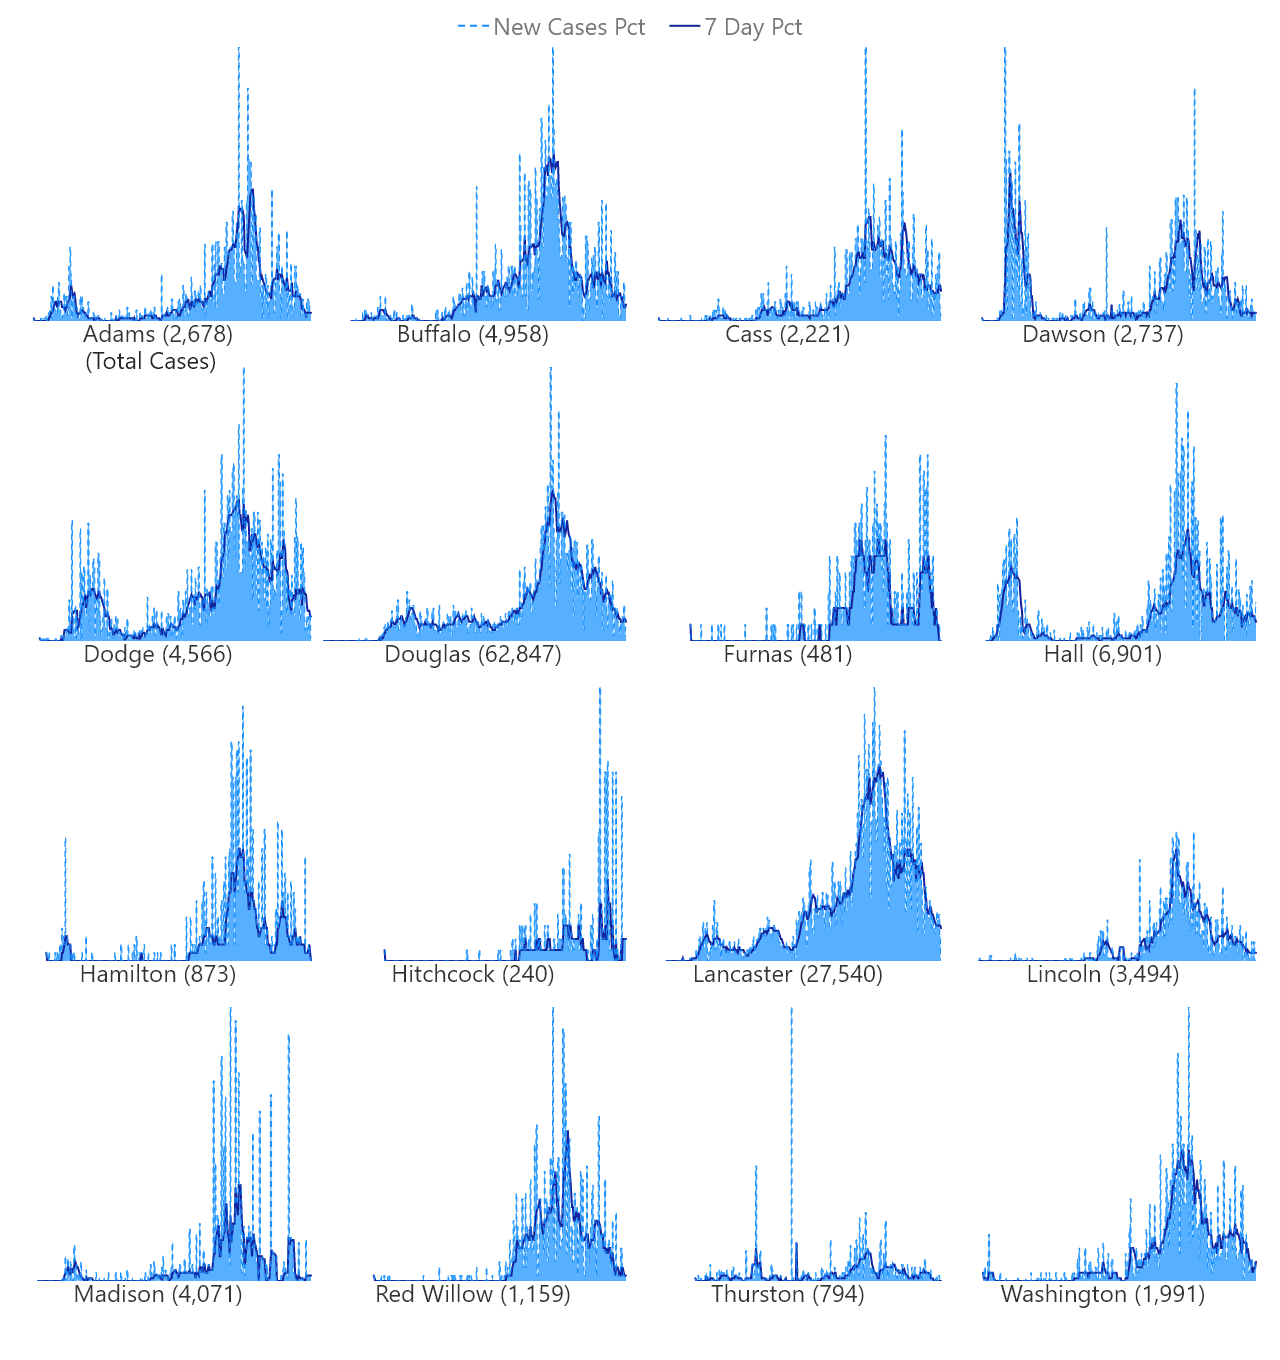 New Cases Pct 7 Day Pct
Adams (2,678) Buffalo (4,958) Cass (2,221) Dawson (2,737)
(Total Cases)
Dodge (4,566) Douglas (62,847) Furnas (481) Hall (6,901)
Hamilton (873) Hitchcock (240) Lancaster (27,540) Lincoln (3,494)
Madison (4,071) Red Willow (1,159) Thurston (794) Washington (1,991)